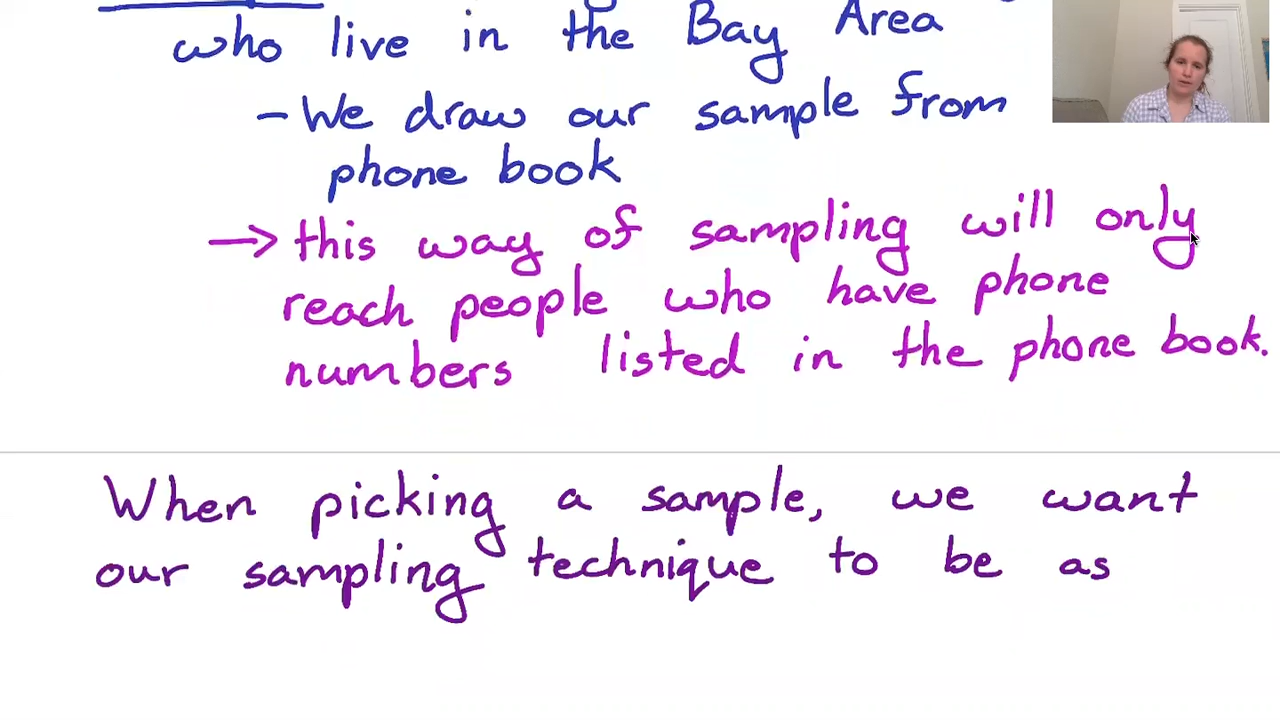 who live in the Bay Area
- We draw our sample from
phone book
→ this way of sampling will only
reach people who have phone
numbers listed in the phone book.
When picking a sample, we want
our sampling technique to be as